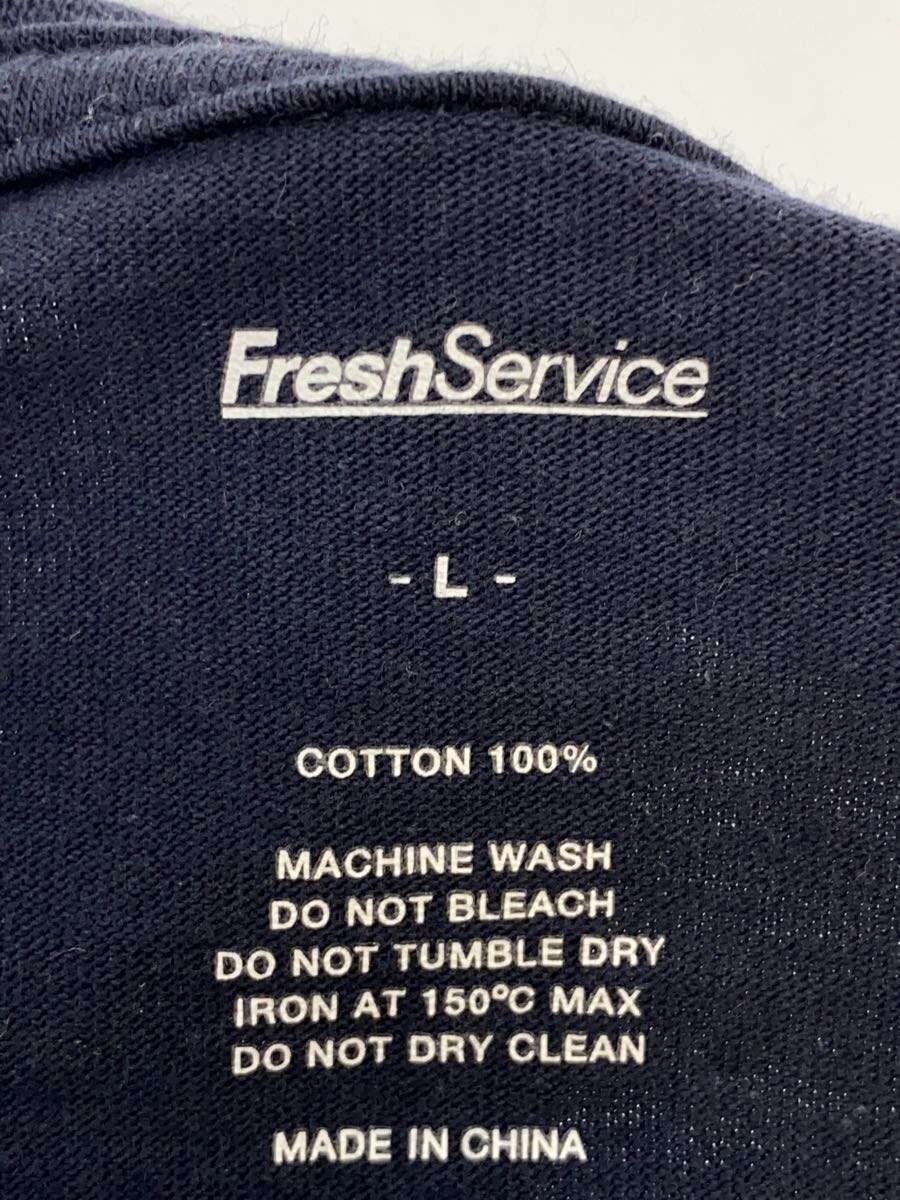 FreshService
- L -
COTTON 100%
MACHINE WASH
DO NOT BLEACH
DO NOT TUMBLE DRY
IRON AT 150°C MAX
DO NOT DRY CLEAN
MADE IN CHINA